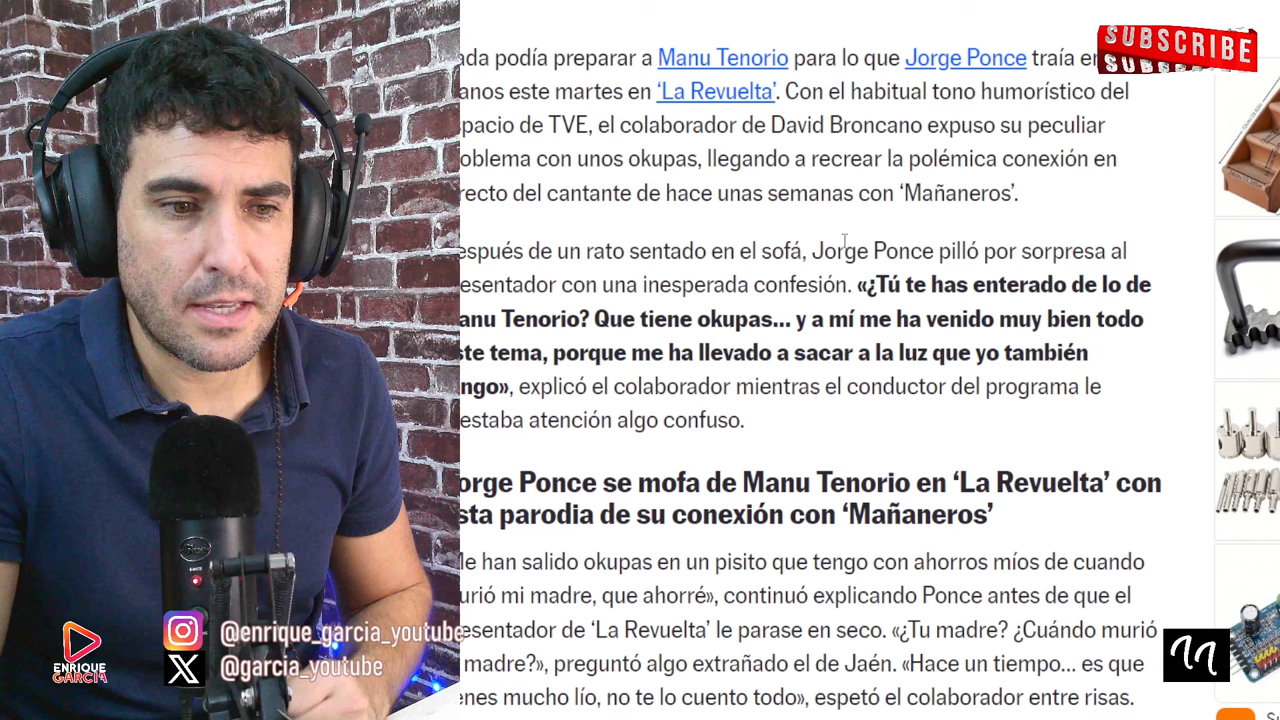 ada podía preparar a Manu Tenorio para lo que Jorge Ponce traía en
anos este martes en ‘La Revuelta’. Con el habitual tono humorístico del
pacio de TVE, el colaborador de David Broncano expuso su peculiar
oblema con unos okupas, llegando a recrear la polémica conexión en
recto del cantante de hace unas semanas con ‘Mañaneros’.
espués de un rato sentado en el sofá, Jorge Ponce pilló por sorpresa al
esentador con una inesperada confesión. «¿Tú te has enterado de lo de
anu Tenorio? Que tiene okupas... y a mí me ha venido muy bien todo
ste tema, porque me ha llevado a sacar a la luz que yo también
ngo», explicó el colaborador mientras el conductor del programa le
estaba atención algo confuso.
orge Ponce se mofa de Manu Tenorio en ‘La Revuelta’ con
sta parodia de su conexión con ‘Mañaneros’
le han salido okupas en un pisito que tengo con ahorros míos de cuando
urió mi madre, que ahorré», continuó explicando Ponce antes de que el
esentador de ‘La Revuelta’ le parase en seco. «¿Tu madre? ¿Cuándo murió
madre?», preguntó algo extrañado el de Jaén. «Hace un tiempo... es que
enes mucho lío, no te lo cuento todo», espetó el colaborador entre risas.
SUBSCRIBE
@enrique_garcia_youtube
@garcia_youtube
ENRIQUE
GARCIA